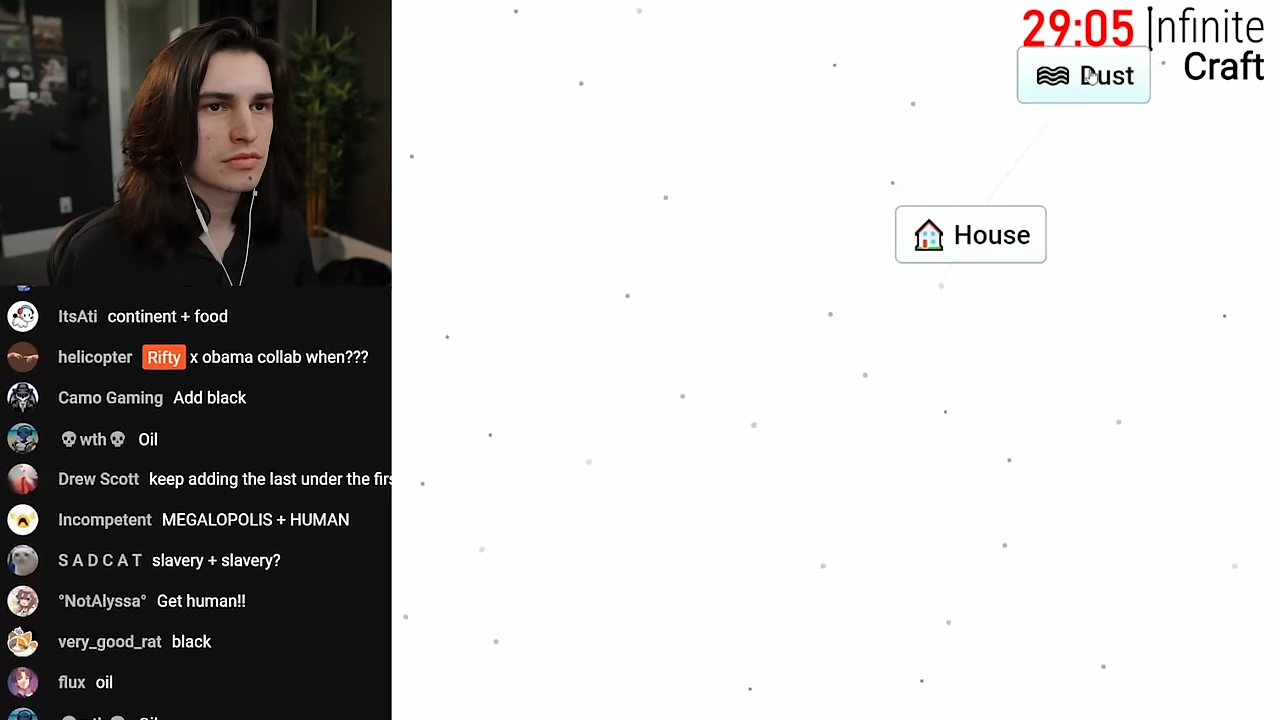 29:05 Infinite
Craft
Dust
House
ItsAti continent + food
helicopter Rifty x obama collab when???
Camo Gaming Add black
💀wth💀 Oil
Drew Scott keep adding the last under the firs
Incompetent MEGALOPOLIS + HUMAN
S A D C A T slavery + slavery?
°NotAlyssa° Get human!!
very_good_rat black
flux oil